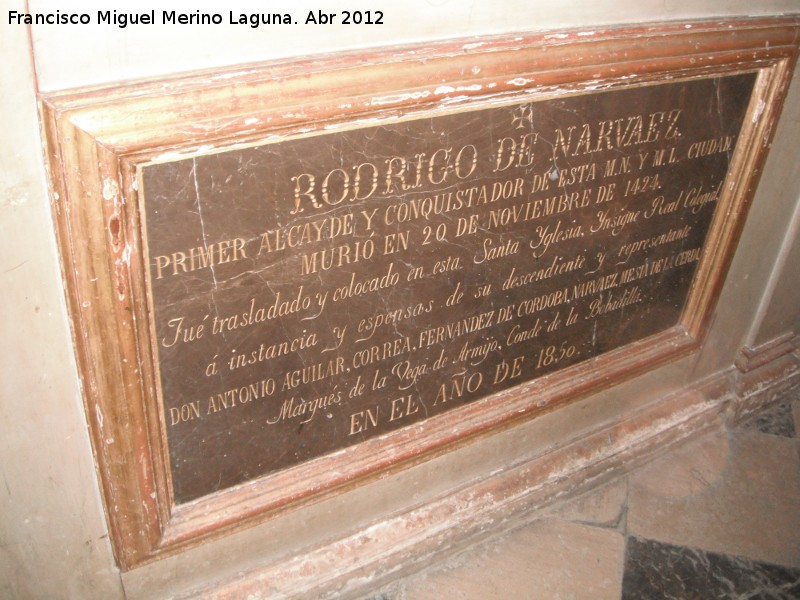 Francisco Miguel Merino Laguna. Abr 2012
RODRIGO DE NARVAEZ
PRIMER ALCAYDE Y CONQUISTADOR DE ESTA M.N. Y M.L. CIUDAD.
MURIÓ EN 20 DE NOVIEMBRE DE 1424.
Fué trasladado y colocado en esta Santa Yglesia, Ynsigne Real Colegial,
á instancia y espensas de su descendiente y representante
DON ANTONIO AGUILAR, CORREA, FERNANDEZ DE CORDOBA, NARVAEZ, MESIA DE LA CERDA,
Marqués de la Vega de Armijo, Conde de la Bobadilla.
EN EL AÑO DE 1850.